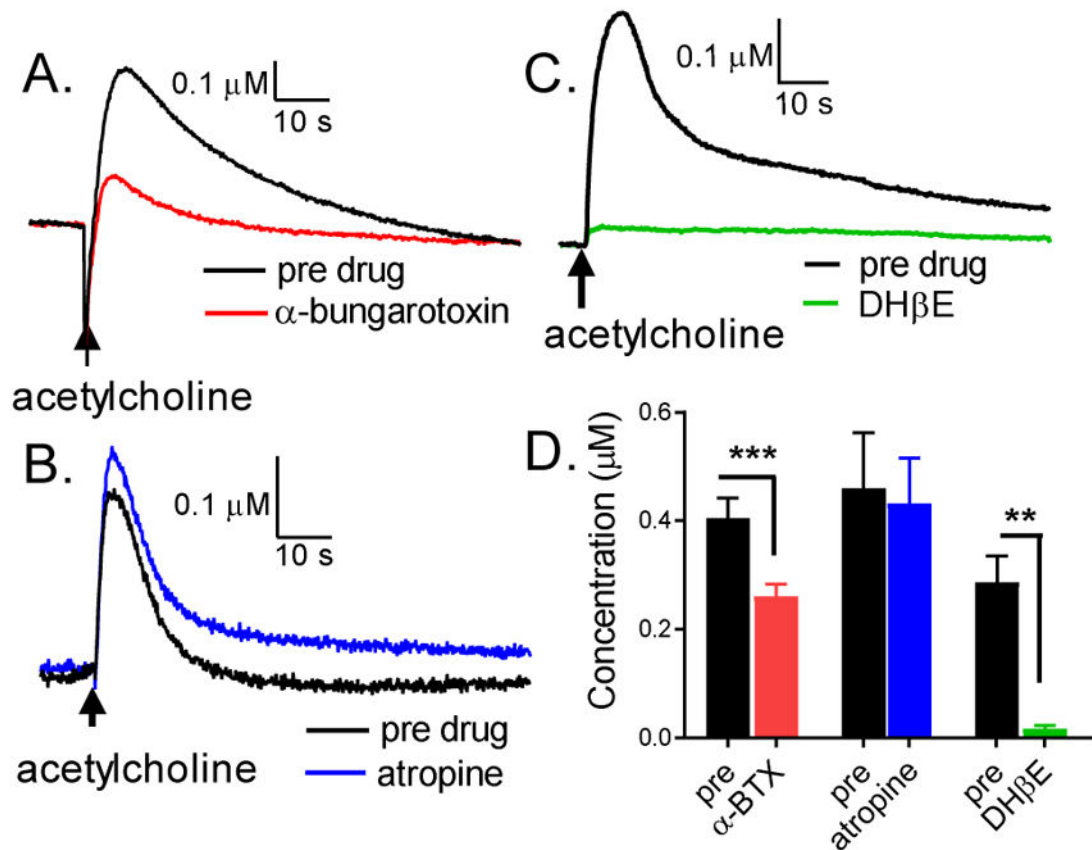 A.
0.1 μM
10 s
pre drug
α-bungarotoxin
acetylcholine
B.
0.1 μM
10 s
pre drug
atropine
acetylcholine
C.
0.1 μM
10 s
pre drug
DHβE
acetylcholine
D.
Concentration (μM)
0.6
0.4
0.2
0.0
***
**
pre
α-BTX
pre
atropine
pre
DHβE